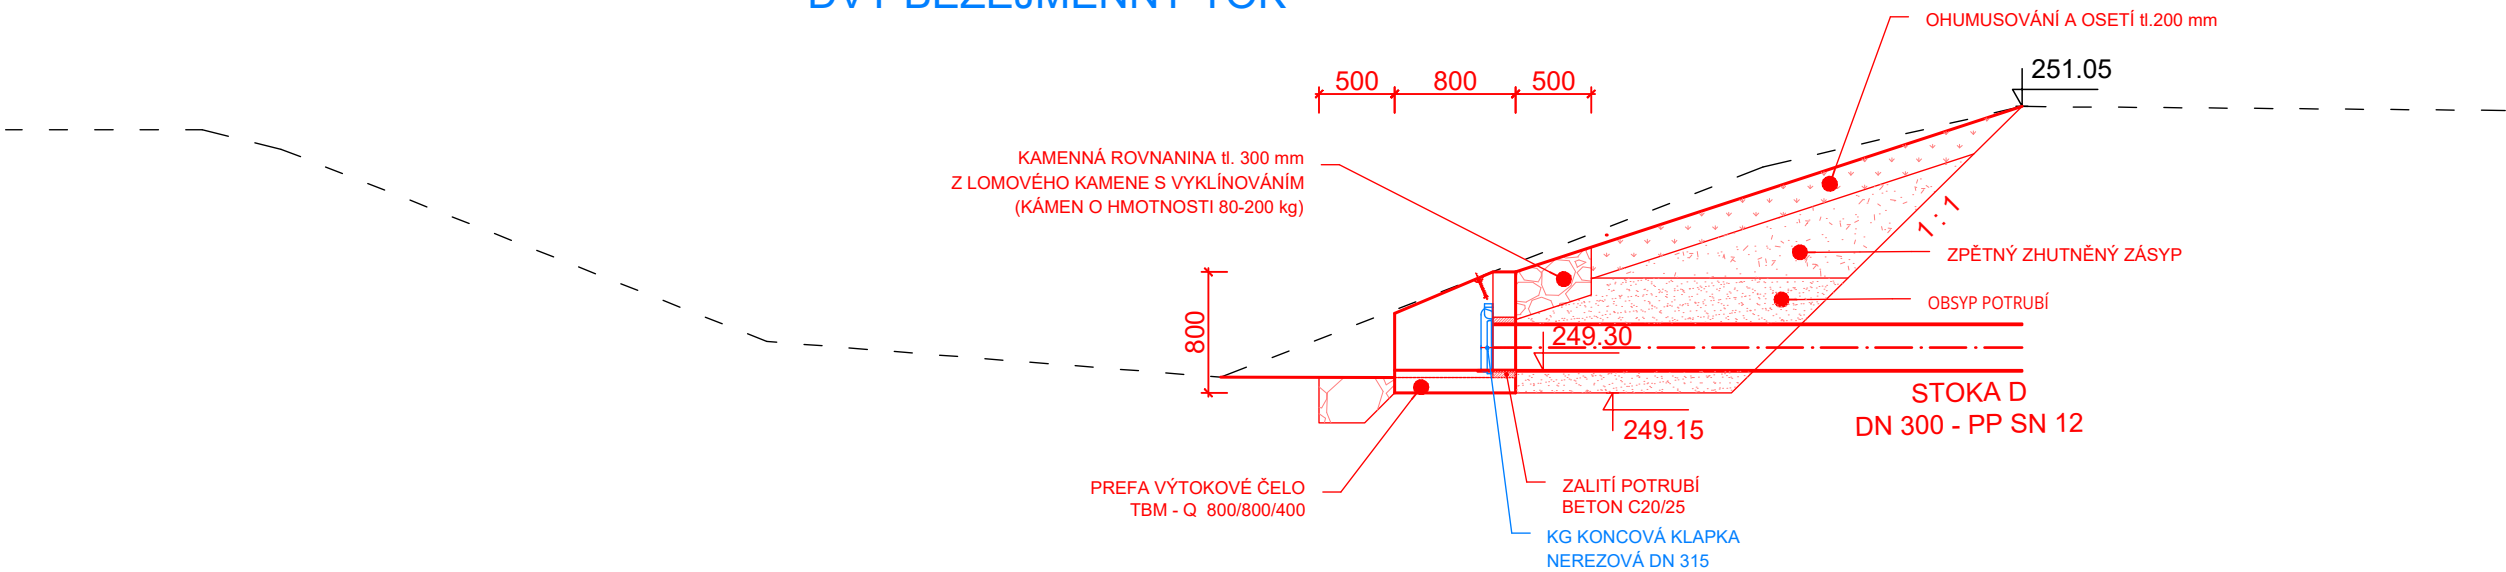 DVT BEZEJMENNÝ TOK
OHUMUSOVÁNÍ A OSETÍ tl.200 mm
251.05
500 800 500
KAMENNÁ ROVNANINA tl. 300 mm
Z LOMOVÉHO KAMENE S VYKLÍNOVÁNÍM
(KÁMEN O HMOTNOSTI 80-200 kg)
1 : 1
ZPĚTNÝ ZHUTNĚNÝ ZÁSYP
OBSYP POTRUBÍ
800
249.30
STOKA D
DN 300 - PP SN 12
249.15
PREFA VÝTOKOVÉ ČELO
TBM - Q 800/800/400
ZALITÍ POTRUBÍ
BETON C20/25
KG KONCOVÁ KLAPKA
NEREZOVÁ DN 315